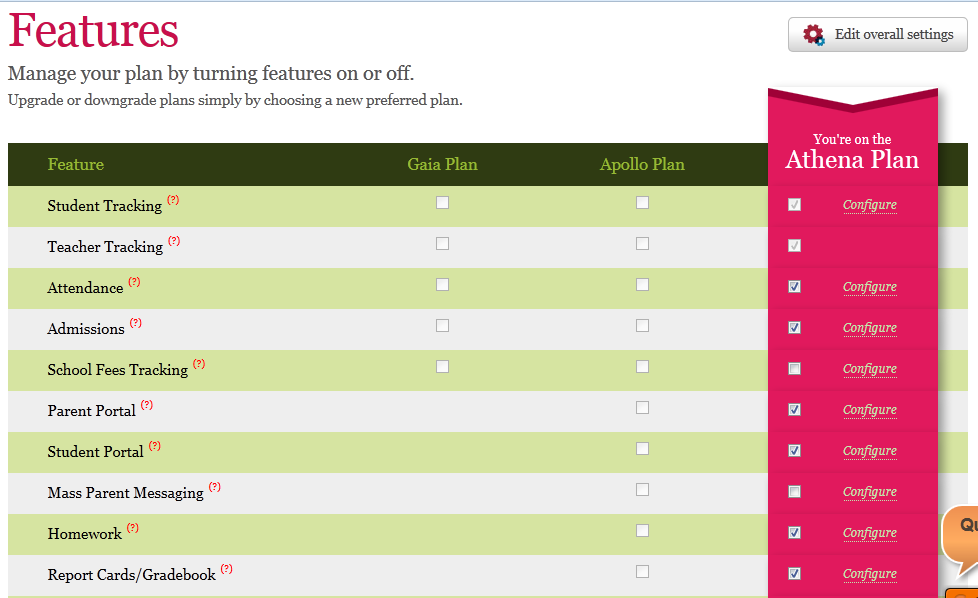 Features
Edit overall settings
Manage your plan by turning features on or off.
Upgrade or downgrade plans simply by choosing a new preferred plan.
You're on the
Feature Gaia Plan Apollo Plan Athena Plan
Student Tracking (?) Configure
Teacher Tracking (?)
Attendance (?) Configure
Admissions (?) Configure
School Fees Tracking (?) Configure
Parent Portal (?) Configure
Student Portal (?) Configure
Mass Parent Messaging (?) Configure
Homework (?) Configure
Report Cards/Gradebook (?) Configure